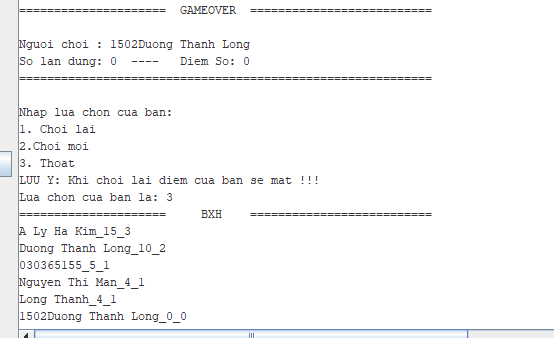 =====================  GAMEOVER  ==========================
Nguoi choi : 1502Duong Thanh Long
So lan dung: 0  ----   Diem So: 0
===========================================================
Nhap lua chon cua ban:
1. Choi lai
2.Choi moi
3. Thoat
LUU Y: Khi choi lai diem cua ban se mat !!!
Lua chon cua ban la: 3
=====================     BXH    ==========================
A Ly Ha Kim_15_3
Duong Thanh Long_10_2
030365155_5_1
Nguyen Thi Man_4_1
Long Thanh_4_1
1502Duong Thanh Long_0_0